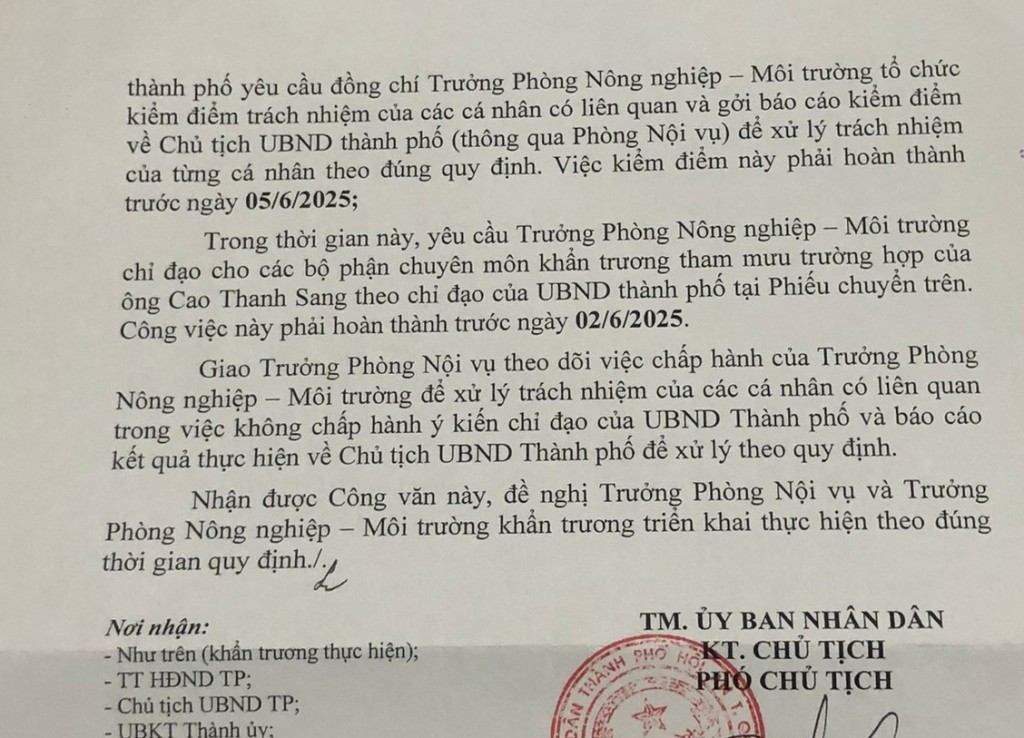 thành phố yêu cầu đồng chí Trưởng Phòng Nông nghiệp – Môi trường tổ chức
kiểm điểm trách nhiệm của các cá nhân có liên quan và gởi báo cáo kiểm điểm
về Chủ tịch UBND thành phố (thông qua Phòng Nội vụ) để xử lý trách nhiệm
của từng cá nhân theo đúng quy định. Việc kiểm điểm này phải hoàn thành
trước ngày 05/6/2025;
Trong thời gian này, yêu cầu Trưởng Phòng Nông nghiệp – Môi trường
chỉ đạo cho các bộ phận chuyên môn khẩn trương tham mưu trường hợp của
ông Cao Thanh Sang theo chỉ đạo của UBND thành phố tại Phiếu chuyển trên.
Công việc này phải hoàn thành trước ngày 02/6/2025.
Giao Trưởng Phòng Nội vụ theo dõi việc chấp hành của Trưởng Phòng
Nông nghiệp – Môi trường để xử lý trách nhiệm của các cá nhân có liên quan
trong việc không chấp hành ý kiến chỉ đạo của UBND Thành phố và báo cáo
kết quả thực hiện về Chủ tịch UBND Thành phố để xử lý theo quy định.
Nhận được Công văn này, đề nghị Trưởng Phòng Nội vụ và Trưởng
Phòng Nông nghiệp – Môi trường khẩn trương triển khai thực hiện theo đúng
thời gian quy định./.
Nơi nhận:
- Như trên (khẩn trương thực hiện);
- TT HĐND TP;
- Chủ tịch UBND TP;
- UBKT Thành ủy;
TM. ỦY BAN NHÂN DÂN
KT. CHỦ TỊCH
PHÓ CHỦ TỊCH
DÂN THÀNH PHỐ